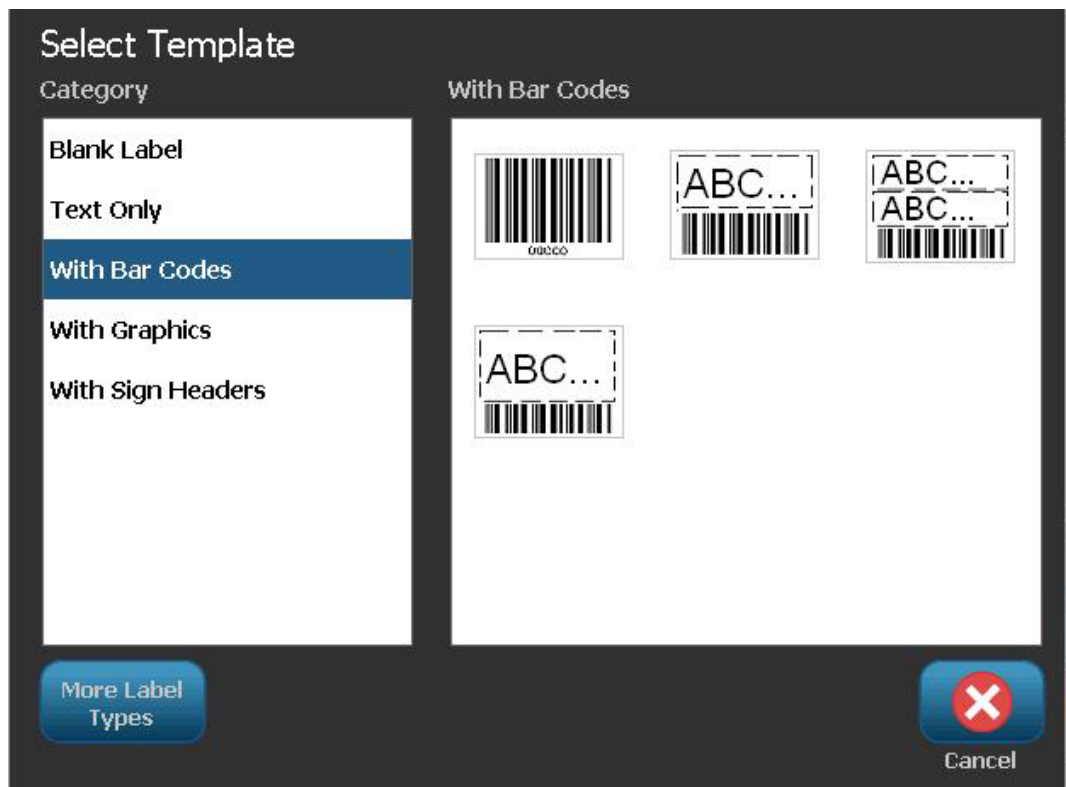 Select Template
Category
With Bar Codes
Blank Label
Text Only
With Bar Codes
With Graphics
With Sign Headers
ABC...
ABC...
ABC...
ABC...
More Label
Types
Cancel